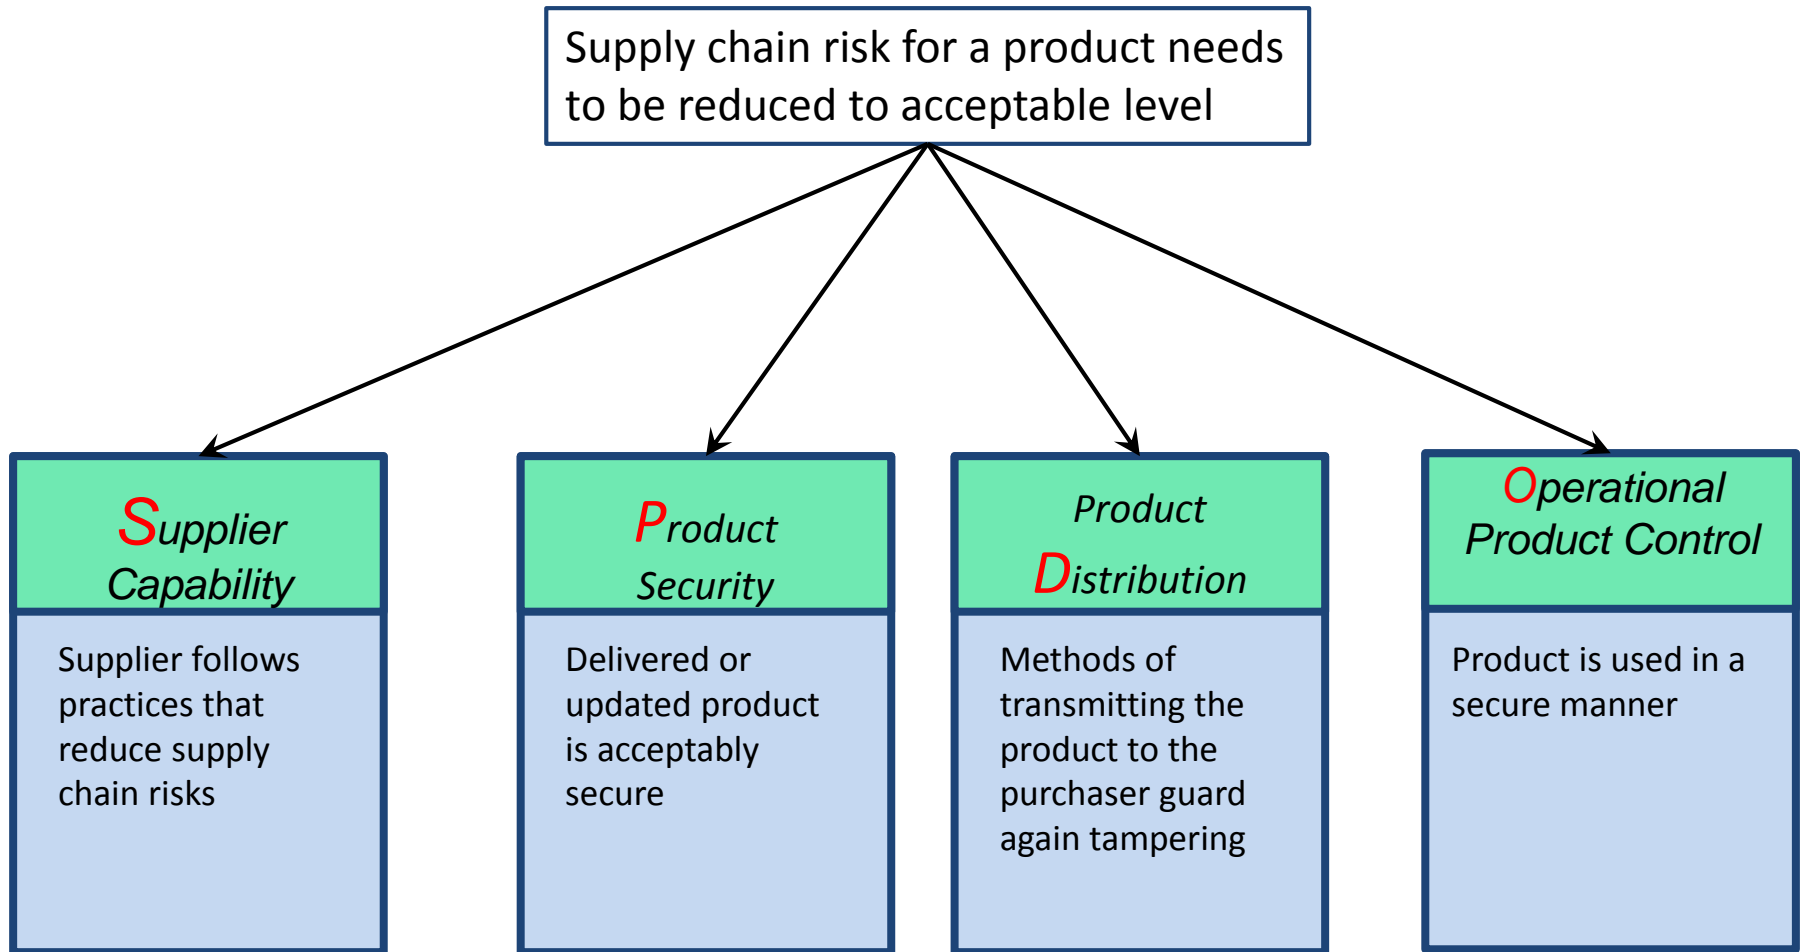 Supply chain risk for a product needs
to be reduced to acceptable level
Supplier
Capability
Supplier follows
practices that
reduce supply
chain risks
Product
Security
Delivered or
updated product
is acceptably
secure
Product
Distribution
Methods of
transmitting the
product to the
purchaser guard
again tampering
Operational
Product Control
Product is used in a
secure manner